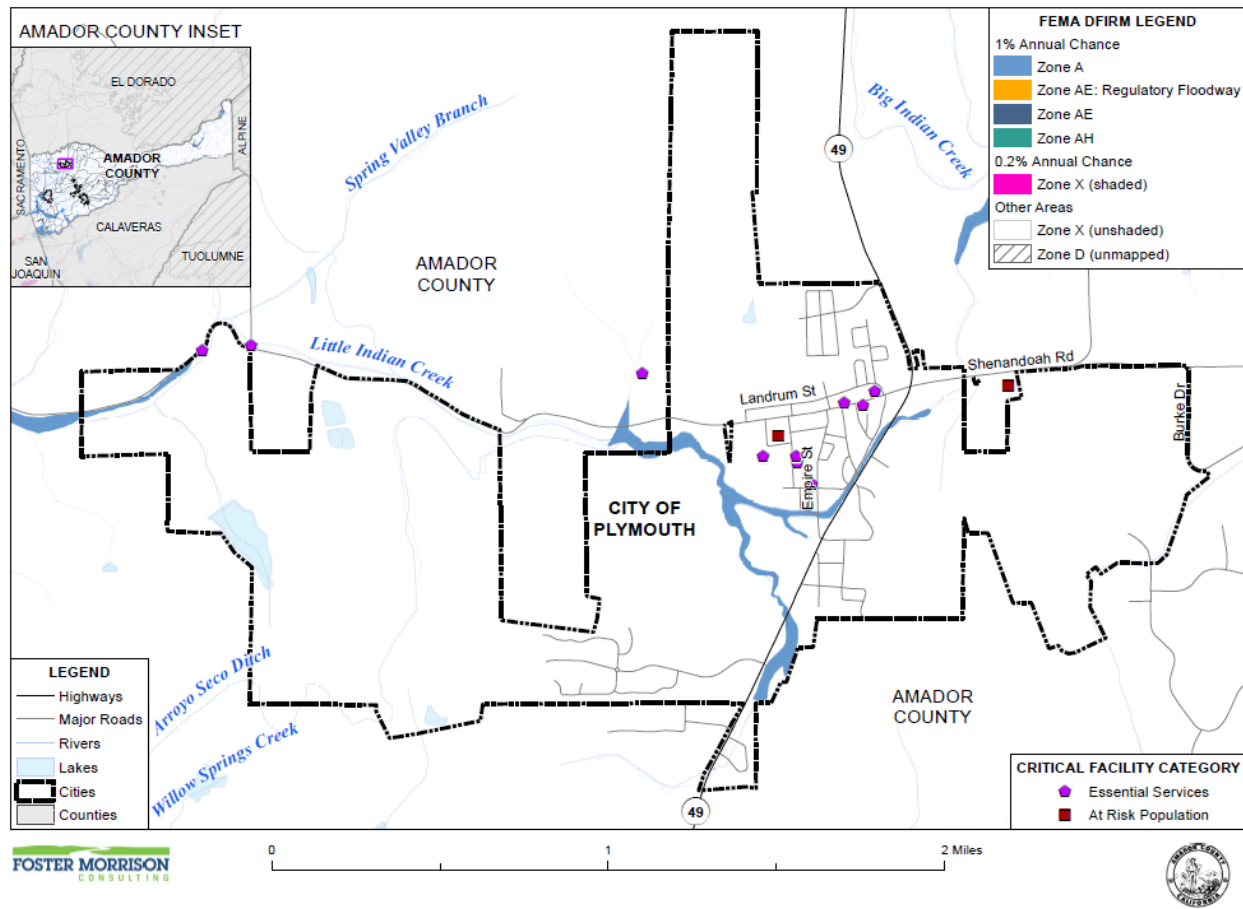 AMADOR COUNTY INSET
EL DORADO
ALPINE
SACRAMENTO
AMADOR
COUNTY
CALAVERAS
SAN
JOAQUIN
TUOLUMNE
FEMA DFIRM LEGEND
1% Annual Chance
Zone A
Zone AE: Regulatory Floodway
Zone AE
Zone AH
0.2% Annual Chance
Zone X (shaded)
Other Areas
Zone X (unshaded)
Zone D (unmapped)
Spring Valley Branch
Big Indian Creek
49
AMADOR
COUNTY
Little Indian Creek
Shenandoah Rd
Landrum St
Burke Dr
Empire St
CITY OF
PLYMOUTH
Arroyo Seco Ditch
Willow Springs Creek
AMADOR
COUNTY
49
LEGEND
Highways
Major Roads
Rivers
Lakes
Cities
Counties
CRITICAL FACILITY CATEGORY
Essential Services
At Risk Population
FOSTER MORRISON
CONSULTING
0
1
2 Miles
AMADOR COUNTY
CALIFORNIA